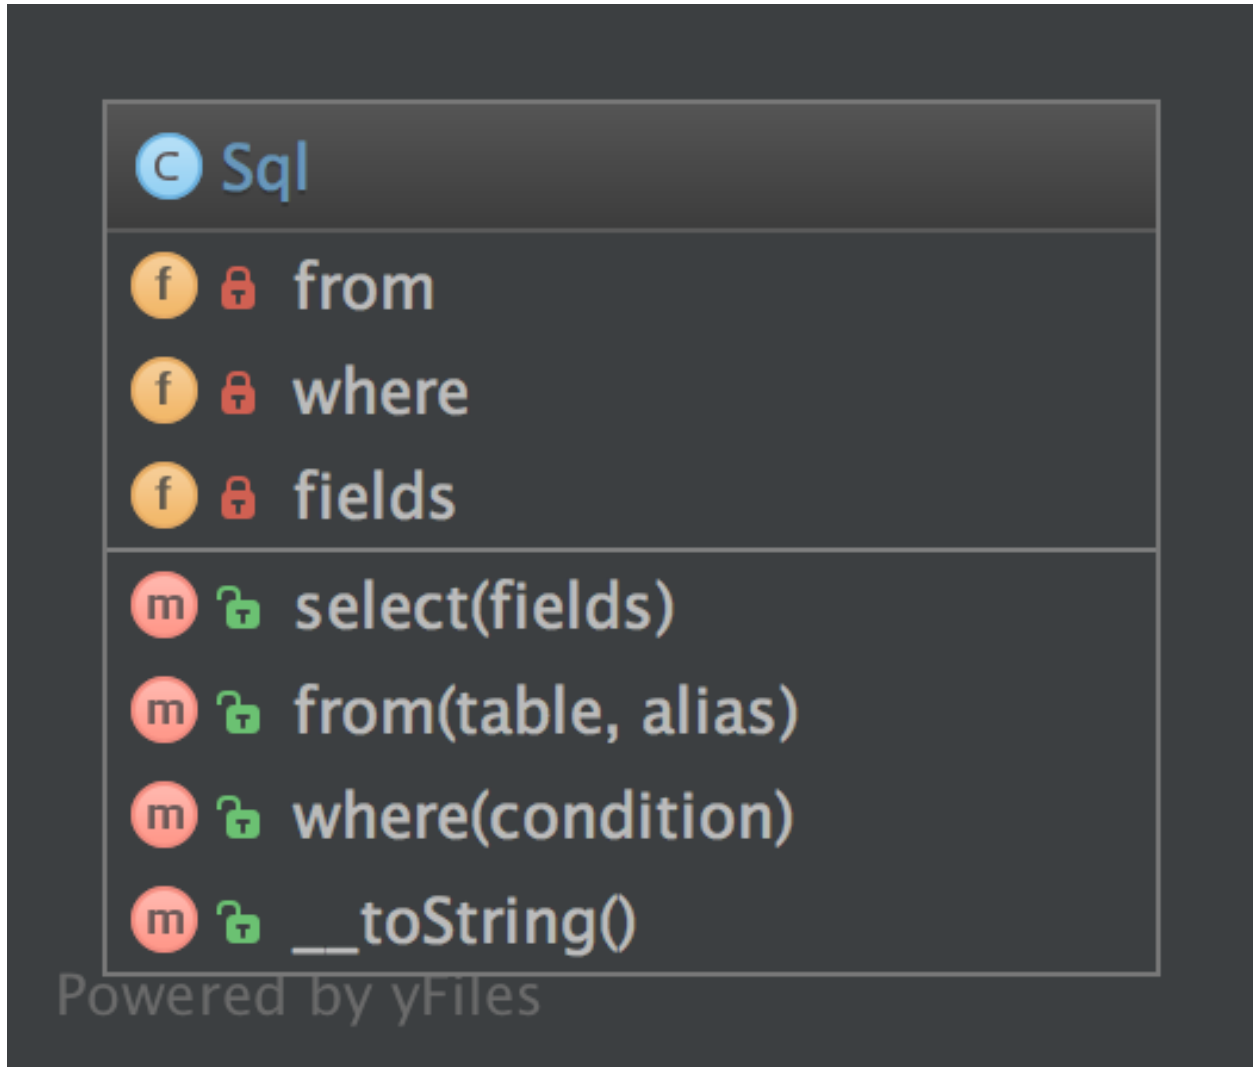 C Sql
f from
f where
f fields
m select(fields)
m from(table, alias)
m where(condition)
m __toString()
Powered by yFiles